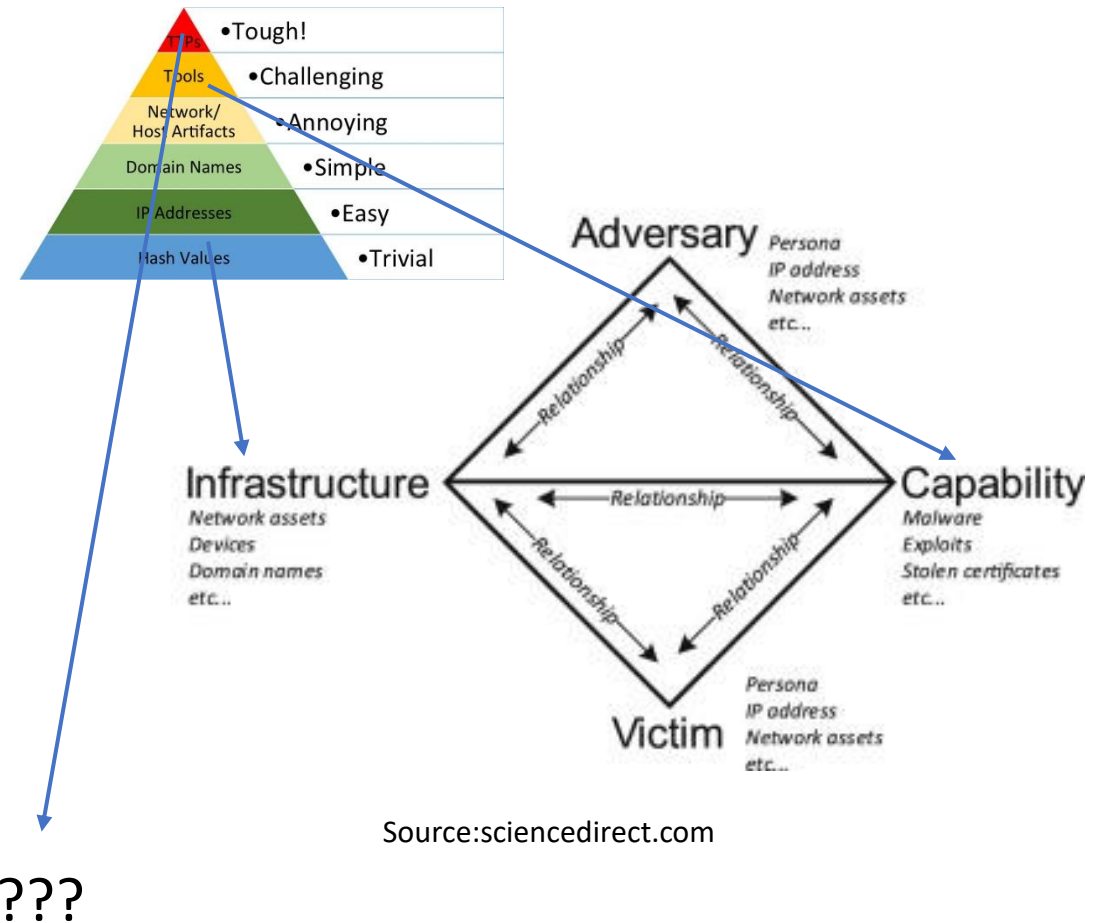 TTPs
•Tough!
Tools
•Challenging
Network/
Host Artifacts
•Annoying
Domain Names
•Simple
IP Addresses
•Easy
Hash Values
•Trivial
Adversary
Persona
IP address
Network assets
etc...
Relationship
Relationship
Infrastructure
Network assets
Devices
Domain names
etc...
Relationship
Capability
Malware
Exploits
Stolen certificates
etc...
Relationship
Relationship
Victim
Persona
IP address
Network assets
etc...
Source:sciencedirect.com
???